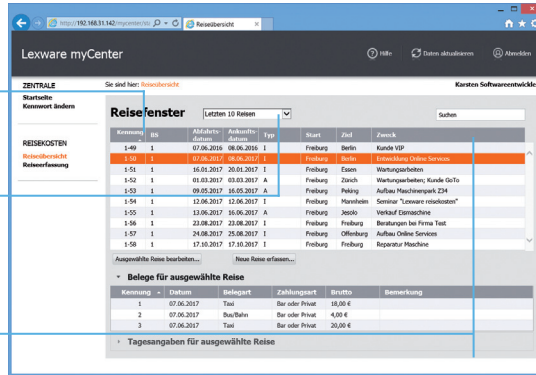 http://192.168.31.142/mycenter/sta
Reiseübersicht
Lexware myCenter
Hilfe
Daten aktualisieren
Abmelden
ZENTRALE
Startseite
Kennwort ändern
REISEKOSTEN
Reiseübersicht
Reiseerfassung
Sie sind hier: Reiseübersicht
Karsten Softwareentwickle
Reisefenster
Letzten 10 Reisen
Suchen
Kennung BS Abfahrts-datum Ankunfts-datum Typ Start Ziel Zweck
1-49 1 07.06.2016 08.06.2016 I Freiburg Berlin Kunde VIP
1-50 1 07.06.2017 08.06.2017 I Freiburg Berlin Entwicklung Online Services
1-51 1 16.01.2017 20.01.2017 I Freiburg Essen Wartungsarbeiten
1-52 1 01.03.2017 03.03.2017 A Freiburg Zürich Wartungsarbeiten; Kunde GoTo
1-53 1 09.05.2017 16.05.2017 A Freiburg Peking Aufbau Maschinenpark Z34
1-54 1 12.06.2017 12.06.2017 I Freiburg Mannheim Seminar "Lexware reisekosten"
1-55 1 13.06.2017 16.06.2017 A Freiburg Jesolo Verkauf Eismaschine
1-56 1 23.08.2017 23.08.2017 I Freiburg Freiburg Beratungen bei Firma Test
1-57 1 24.08.2017 25.08.2017 I Freiburg Offenburg Aufbau Online Services
1-58 1 17.10.2017 17.10.2017 I Freiburg Freiburg Reparatur Maschine
Ausgewählte Reise bearbeiten...
Neue Reise erfassen...
Belege für ausgewählte Reise
Kennung Datum Belegart Zahlungsart Brutto Bemerkung
1 07.06.2017 Taxi Bar oder Privat 18,00 €
2 07.06.2017 Bus/Bahn Bar oder Privat 4,00 €
3 07.06.2017 Taxi Bar oder Privat 20,00 €
Tagesangaben für ausgewählte Reise